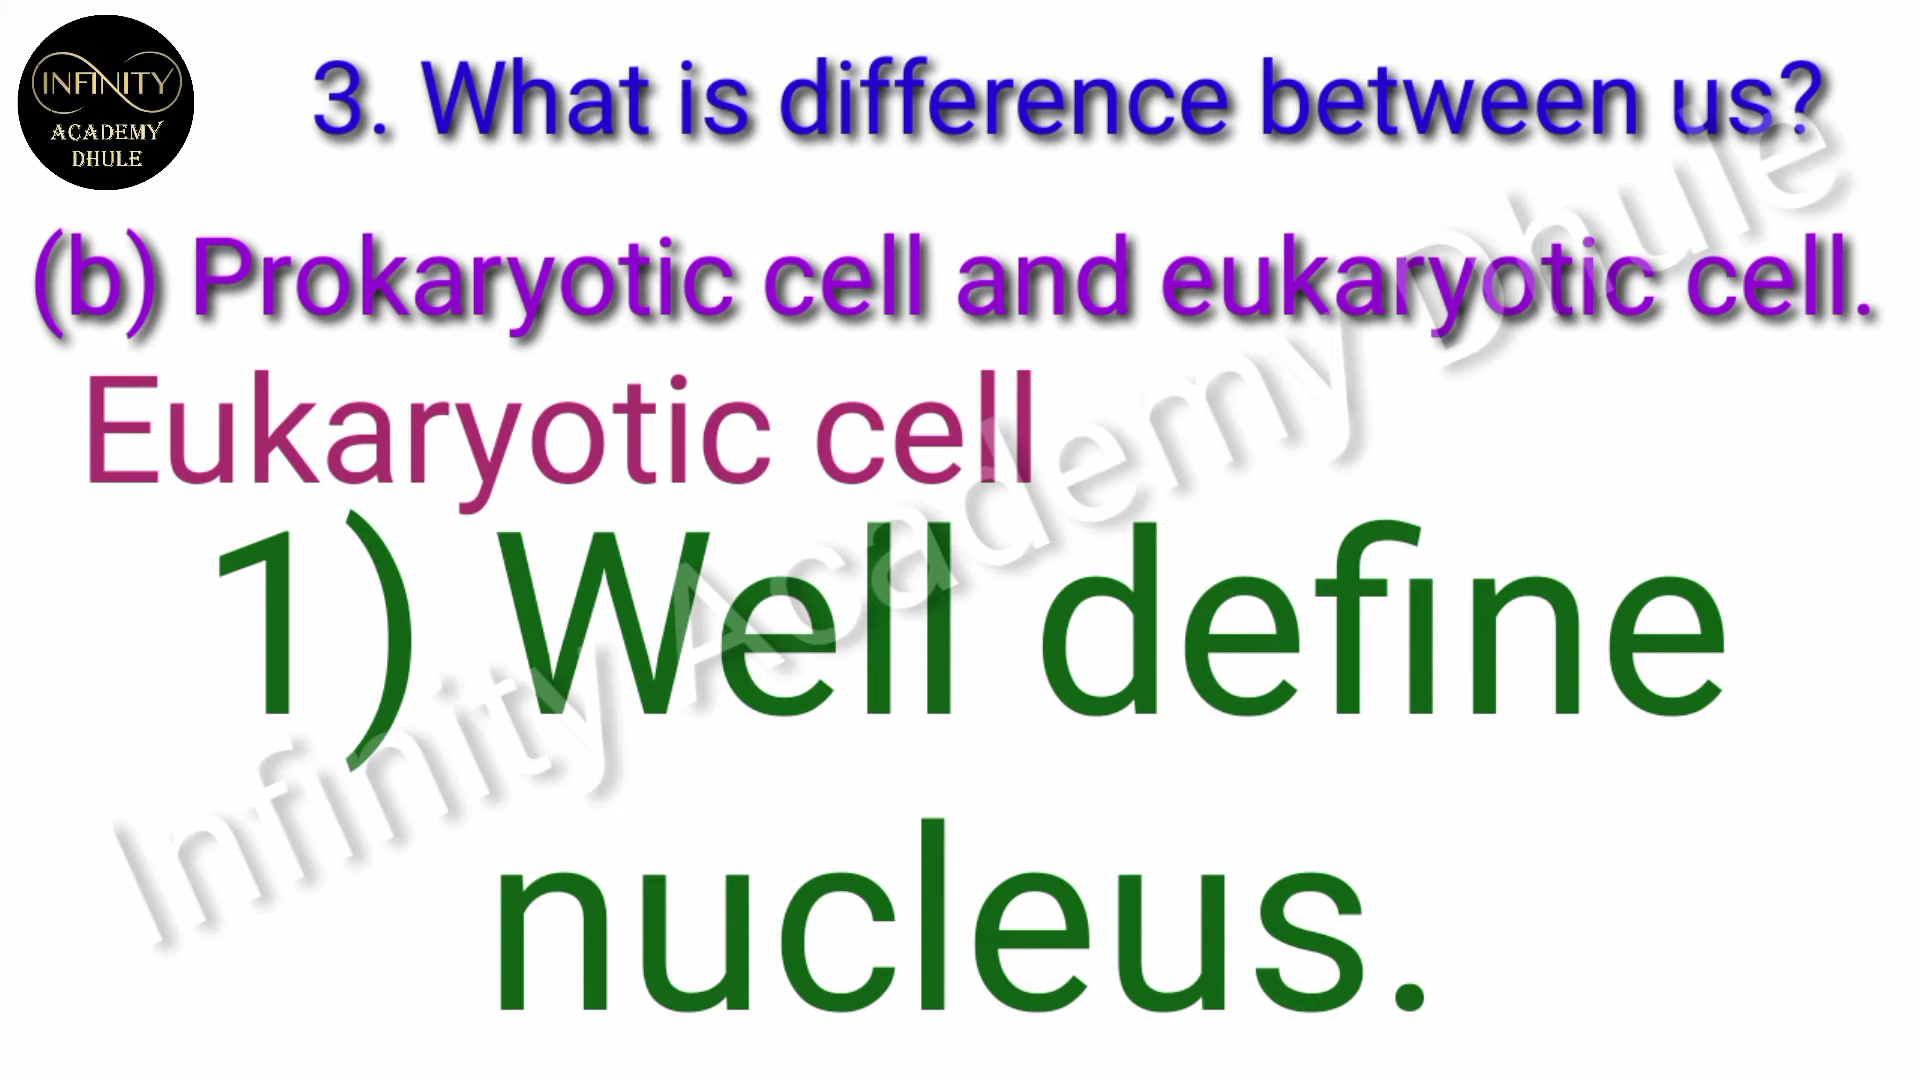 INFINITY
ACADEMY
DHULE
3. What is difference between us?
(b) Prokaryotic cell and eukaryotic cell.
Eukaryotic cell
1) Well define
nucleus.
Infinity Academy Dhule